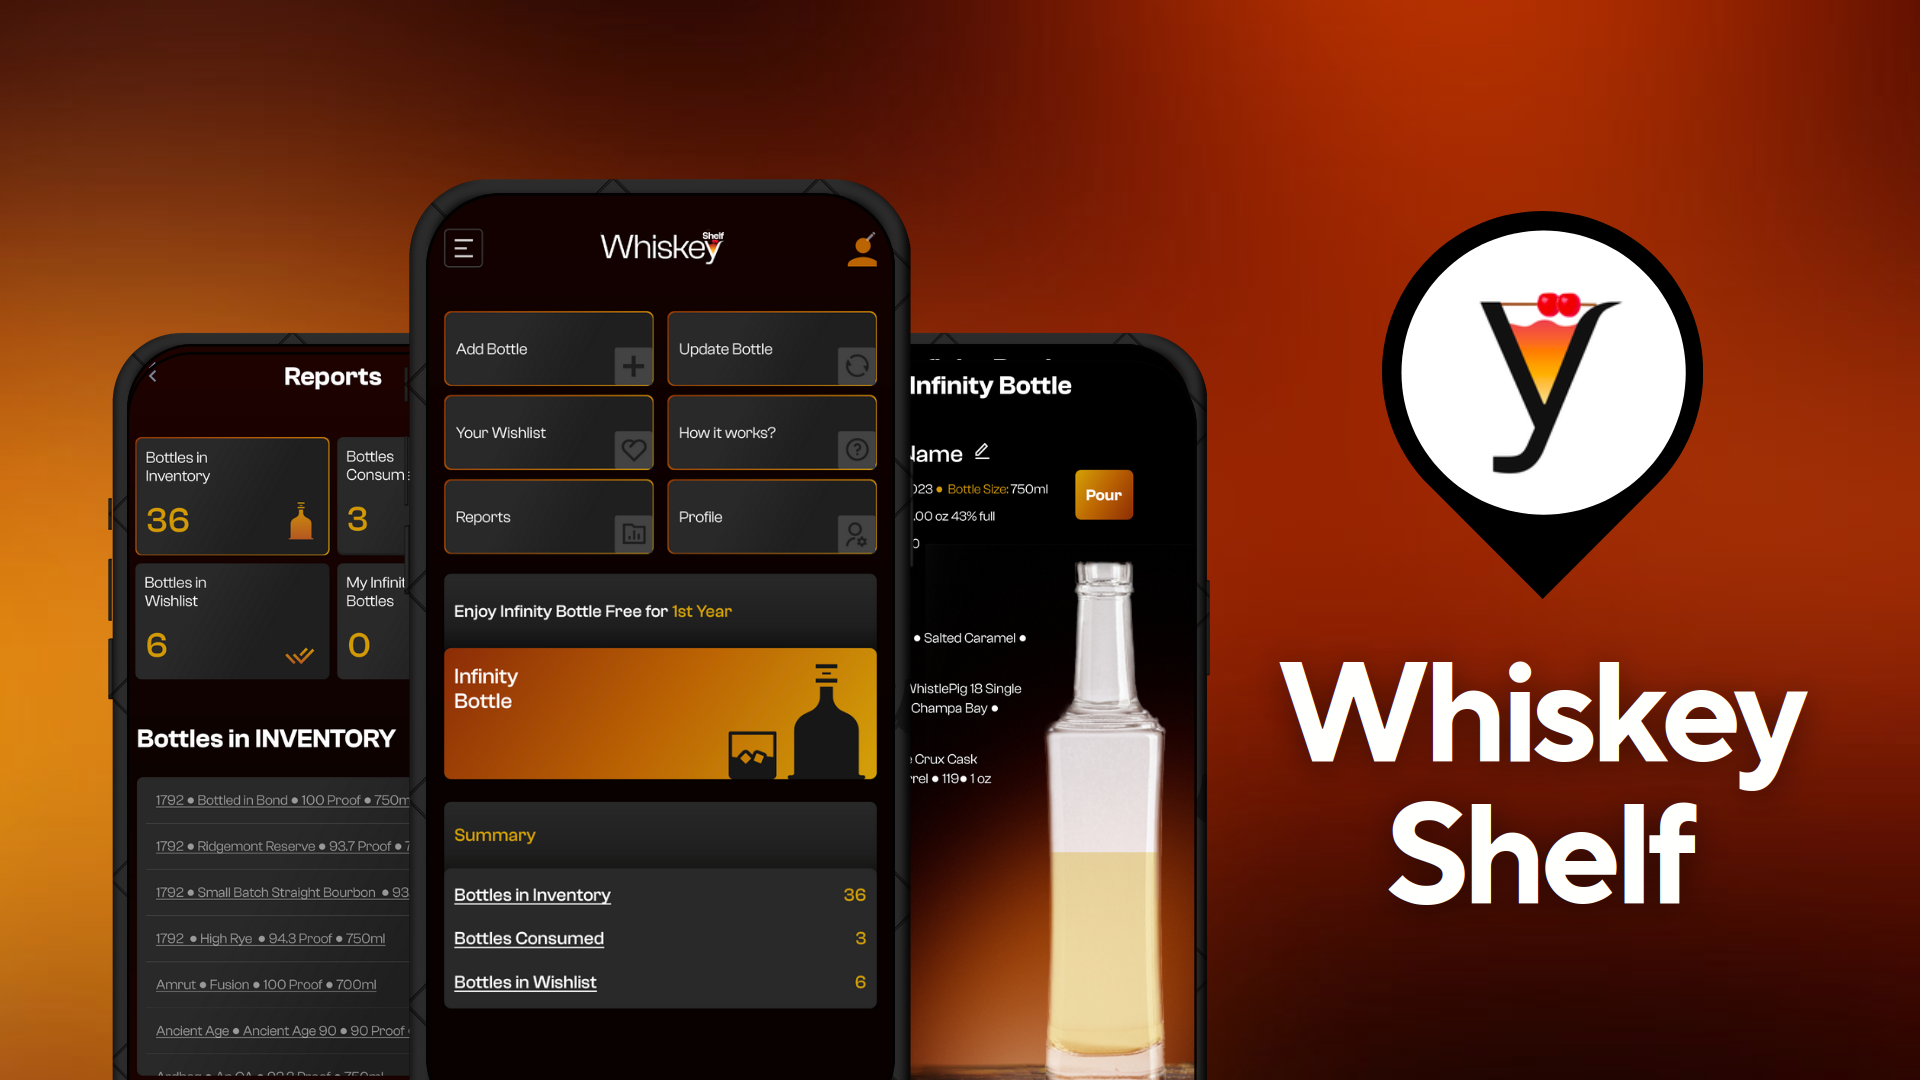 Reports
Bottles in
Inventory
36
Bottles
Consum
3
Bottles in
Wishlist
6
My Infinit
Bottles
0
Bottles in INVENTORY
1792 ● Bottled in Bond ● 100 Proof ● 750m
1792 ● Ridgemont Reserve ● 93.7 Proof ● 7
1792 ● Small Batch Straight Bourbon ● 93
1792 ● High Rye ● 94.3 Proof ● 750ml
Amrut ● Fusion ● 100 Proof ● 700ml
Ancient Age ● Ancient Age 90 ● 90 Proof
Whiskey
Shelf
Add Bottle
Update Bottle
Your Wishlist
How it works?
Reports
Profile
Enjoy Infinity Bottle Free for 1st Year
Infinity
Bottle
Summary
Bottles in Inventory 36
Bottles Consumed 3
Bottles in Wishlist 6
Infinity Bottle
Name
023 ● Bottle Size: 750ml
.00 oz 43% full
0
Pour
● Salted Caramel ●
WhistlePig 18 Single
Champa Bay ●
Crux Cask
rel ● 119● 1 oz
y
Whiskey
Shelf